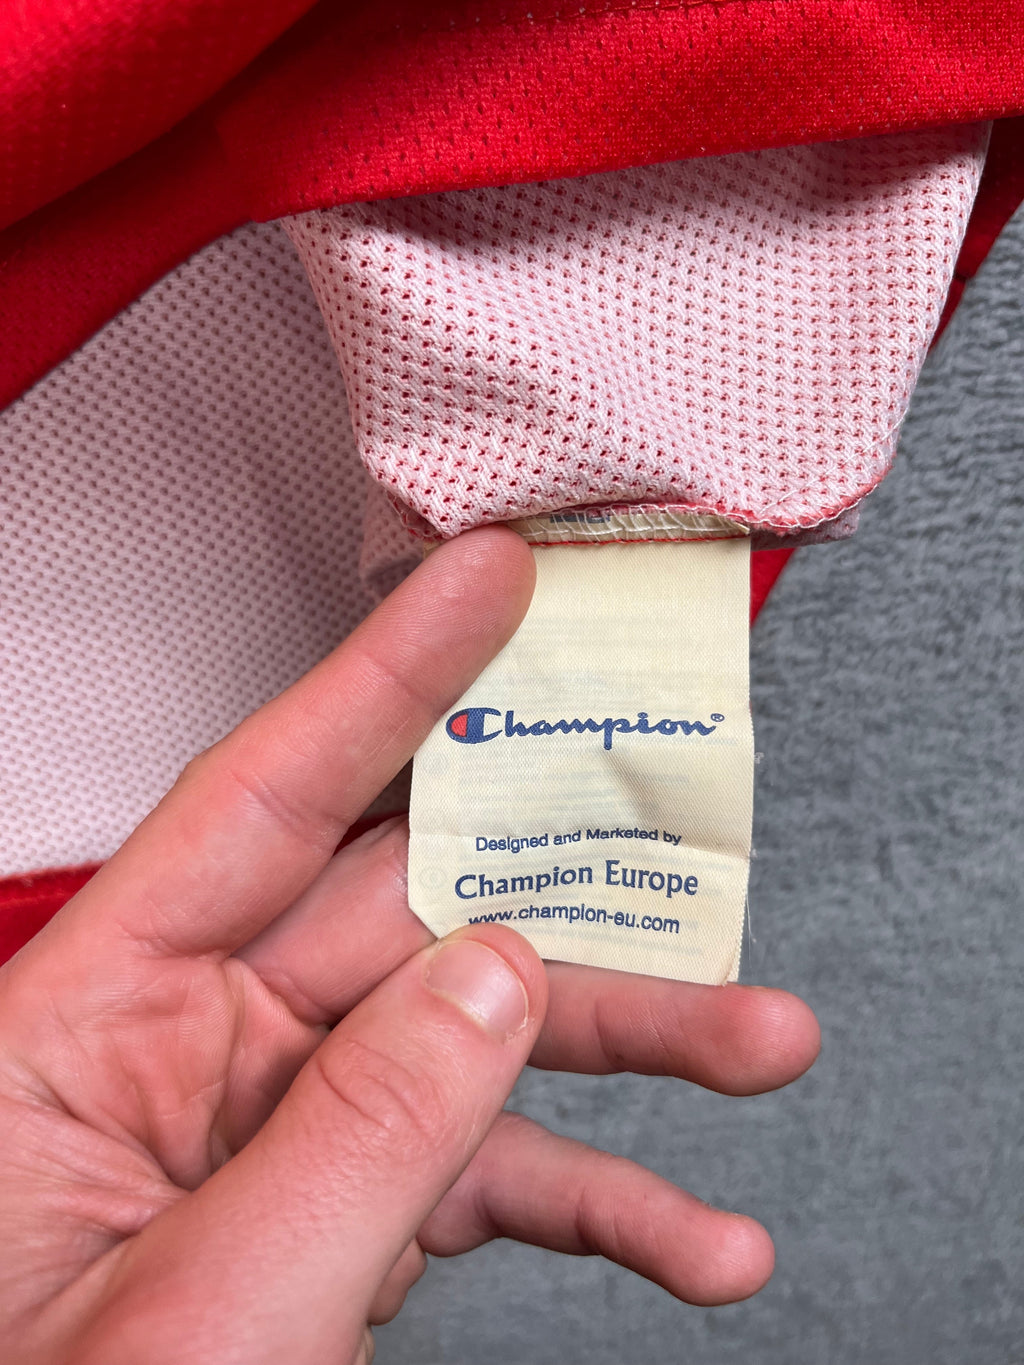 Champion®
Designed and Marketed by
Champion Europe
www.champion-eu.com